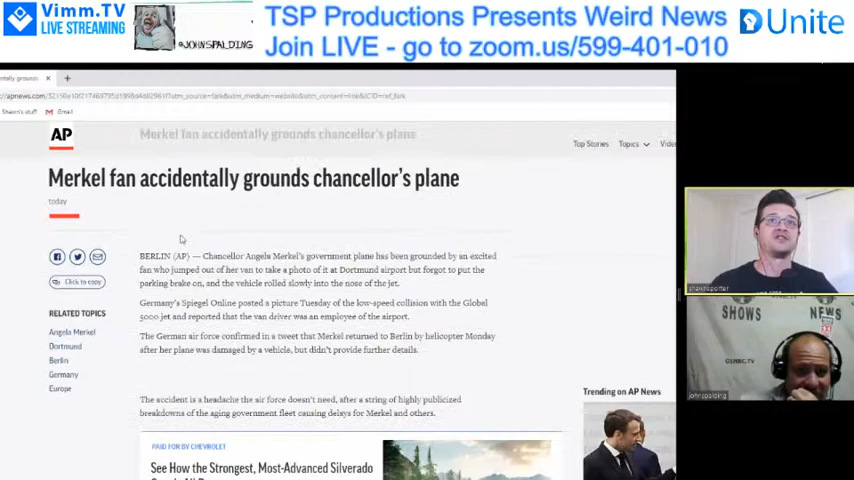 Vimm.TV
LIVE STREAMING
@JOHNSPALDING
TSP Productions Presents Weird News
Join LIVE - go to zoom.us/599-401-010
Unite
Shawn's stuff
Gmail
AP
Merkel fan accidentally grounds chancellor's plane
Top Stories
Topics
Merkel fan accidentally grounds chancellor's plane
today
BERLIN (AP) — Chancellor Angela Merkel's government plane has been grounded by an excited
fan who jumped out of her van to take a photo of it at Dortmund airport but forgot to put the
parking brake on, and the vehicle rolled slowly into the nose of the jet.
Click to copy
Germany's Spiegel Online posted a picture Tuesday of the low-speed collision with the Global
5000 jet and reported that the van driver was an employee of the airport.
RELATED TOPICS
Angela Merkel
Dortmund
Berlin
Germany
Europe
The German air force confirmed in a tweet that Merkel returned to Berlin by helicopter Monday
after her plane was damaged by a vehicle, but didn't provide further details.
The accident is a headache the air force doesn't need, after a string of highly publicized
breakdowns of the aging government fleet causing delays for Merkel and others.
Trending on AP News
PAID FOR BY CHEVROLET
See How the Strongest, Most-Advanced Silverado
SHOWS
NEWS
johnspalding